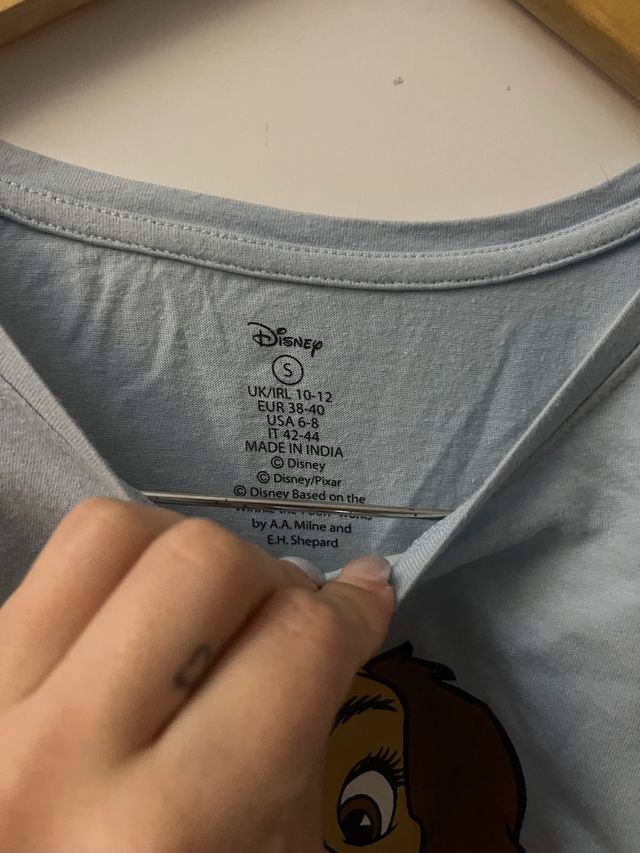 Disney
S
UK/IRL 10-12
EUR 38-40
USA 6-8
IT 42-44
MADE IN INDIA
© Disney
© Disney/Pixar
© Disney Based on the
by A.A. Milne and
E.H. Shepard